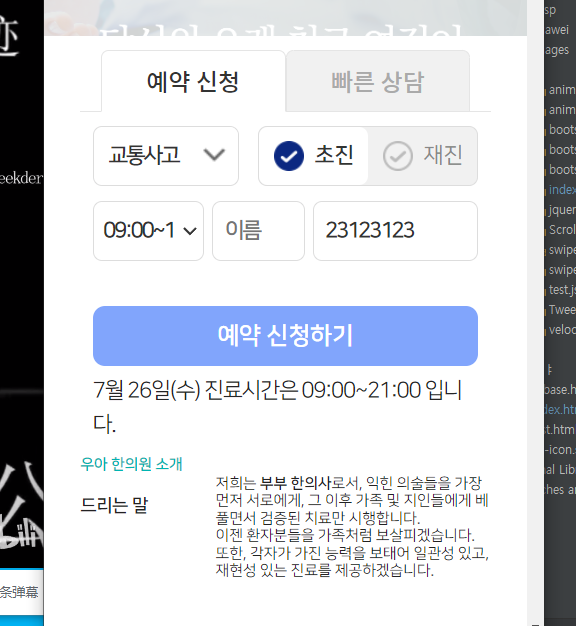 sp
awei
ages
예약 신청
빠른 상담
anim
anim
boots
boots
boots
index
jquer
Scrol
swipe
swipe
test.js
Twee
veloc
교통사고
초진
재진
eekder
09:00~1
이름
23123123
예약 신청하기
7월 26일(수) 진료시간은 09:00~21:00 입니
다.
base.h
dex.ht
st.htm
-icon.s
al Libr
ches ar
우아 한의원 소개
드리는 말
저희는 부부 한의사로서, 익힌 의술들을 가장
먼저 서로에게, 그 이후 가족 및 지인들에게 베
풀면서 검증된 치료만 시행합니다.
이젠 환자분들을 가족처럼 보살피겠습니다.
또한, 각자가 가진 능력을 보태어 일관성 있고,
재현성 있는 진료를 제공하겠습니다.
条弹幕